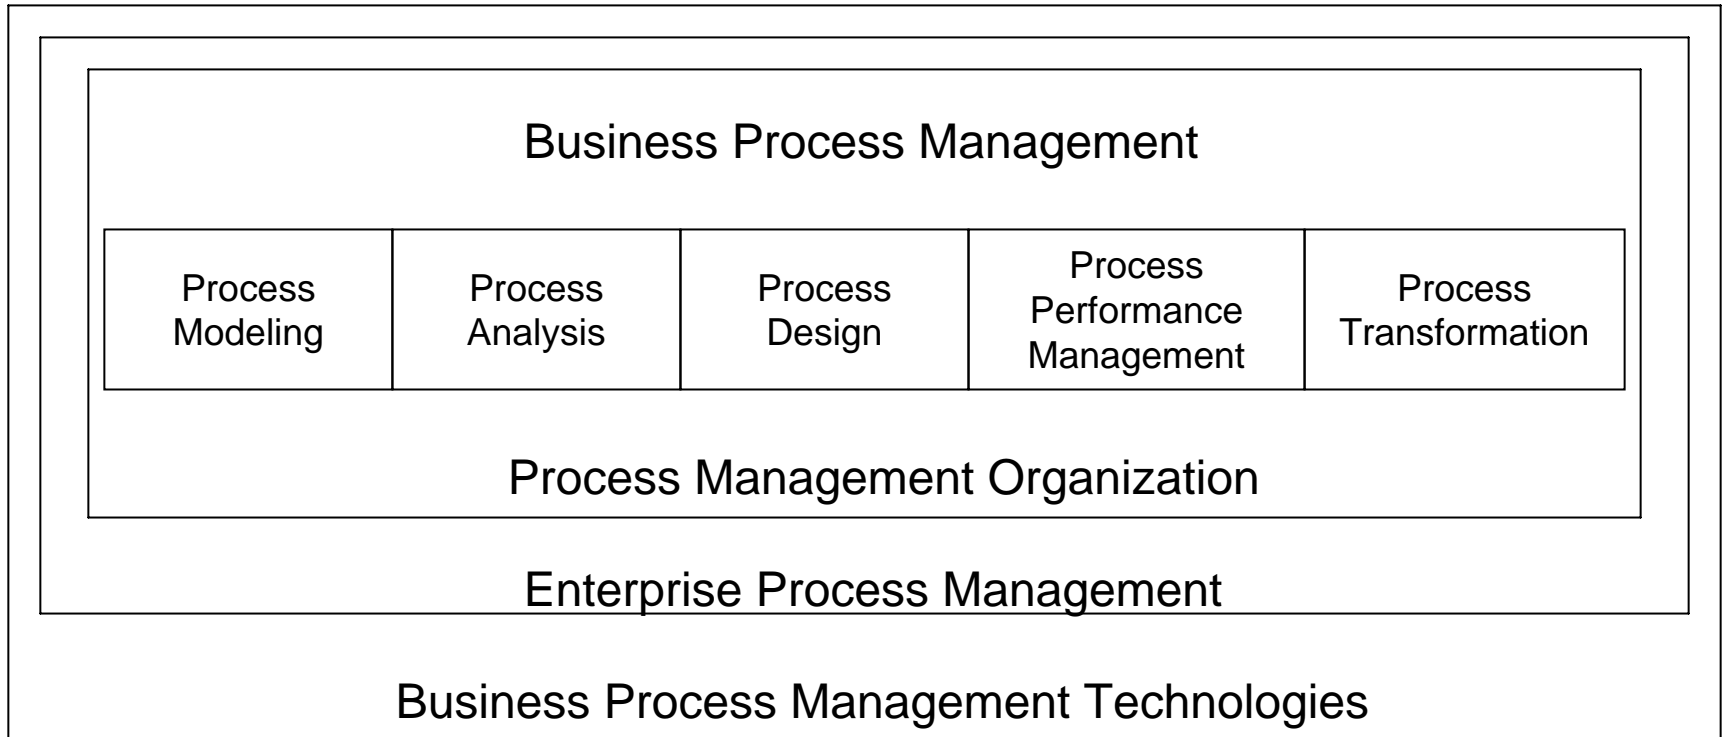 Business Process Management
Process
Modeling
Process
Analysis
Process
Design
Process
Performance
Management
Process
Transformation
Process Management Organization
Enterprise Process Management
Business Process Management Technologies